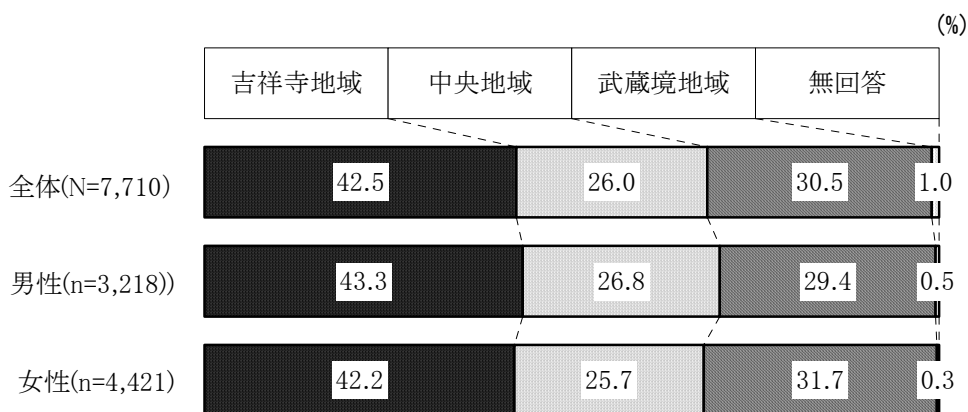 (%)
吉祥寺地域 中央地域 武蔵境地域 無回答
全体(N=7,710) 42.5 26.0 30.5 1.0
男性(n=3,218)) 43.3 26.8 29.4 0.5
女性(n=4,421) 42.2 25.7 31.7 0.3